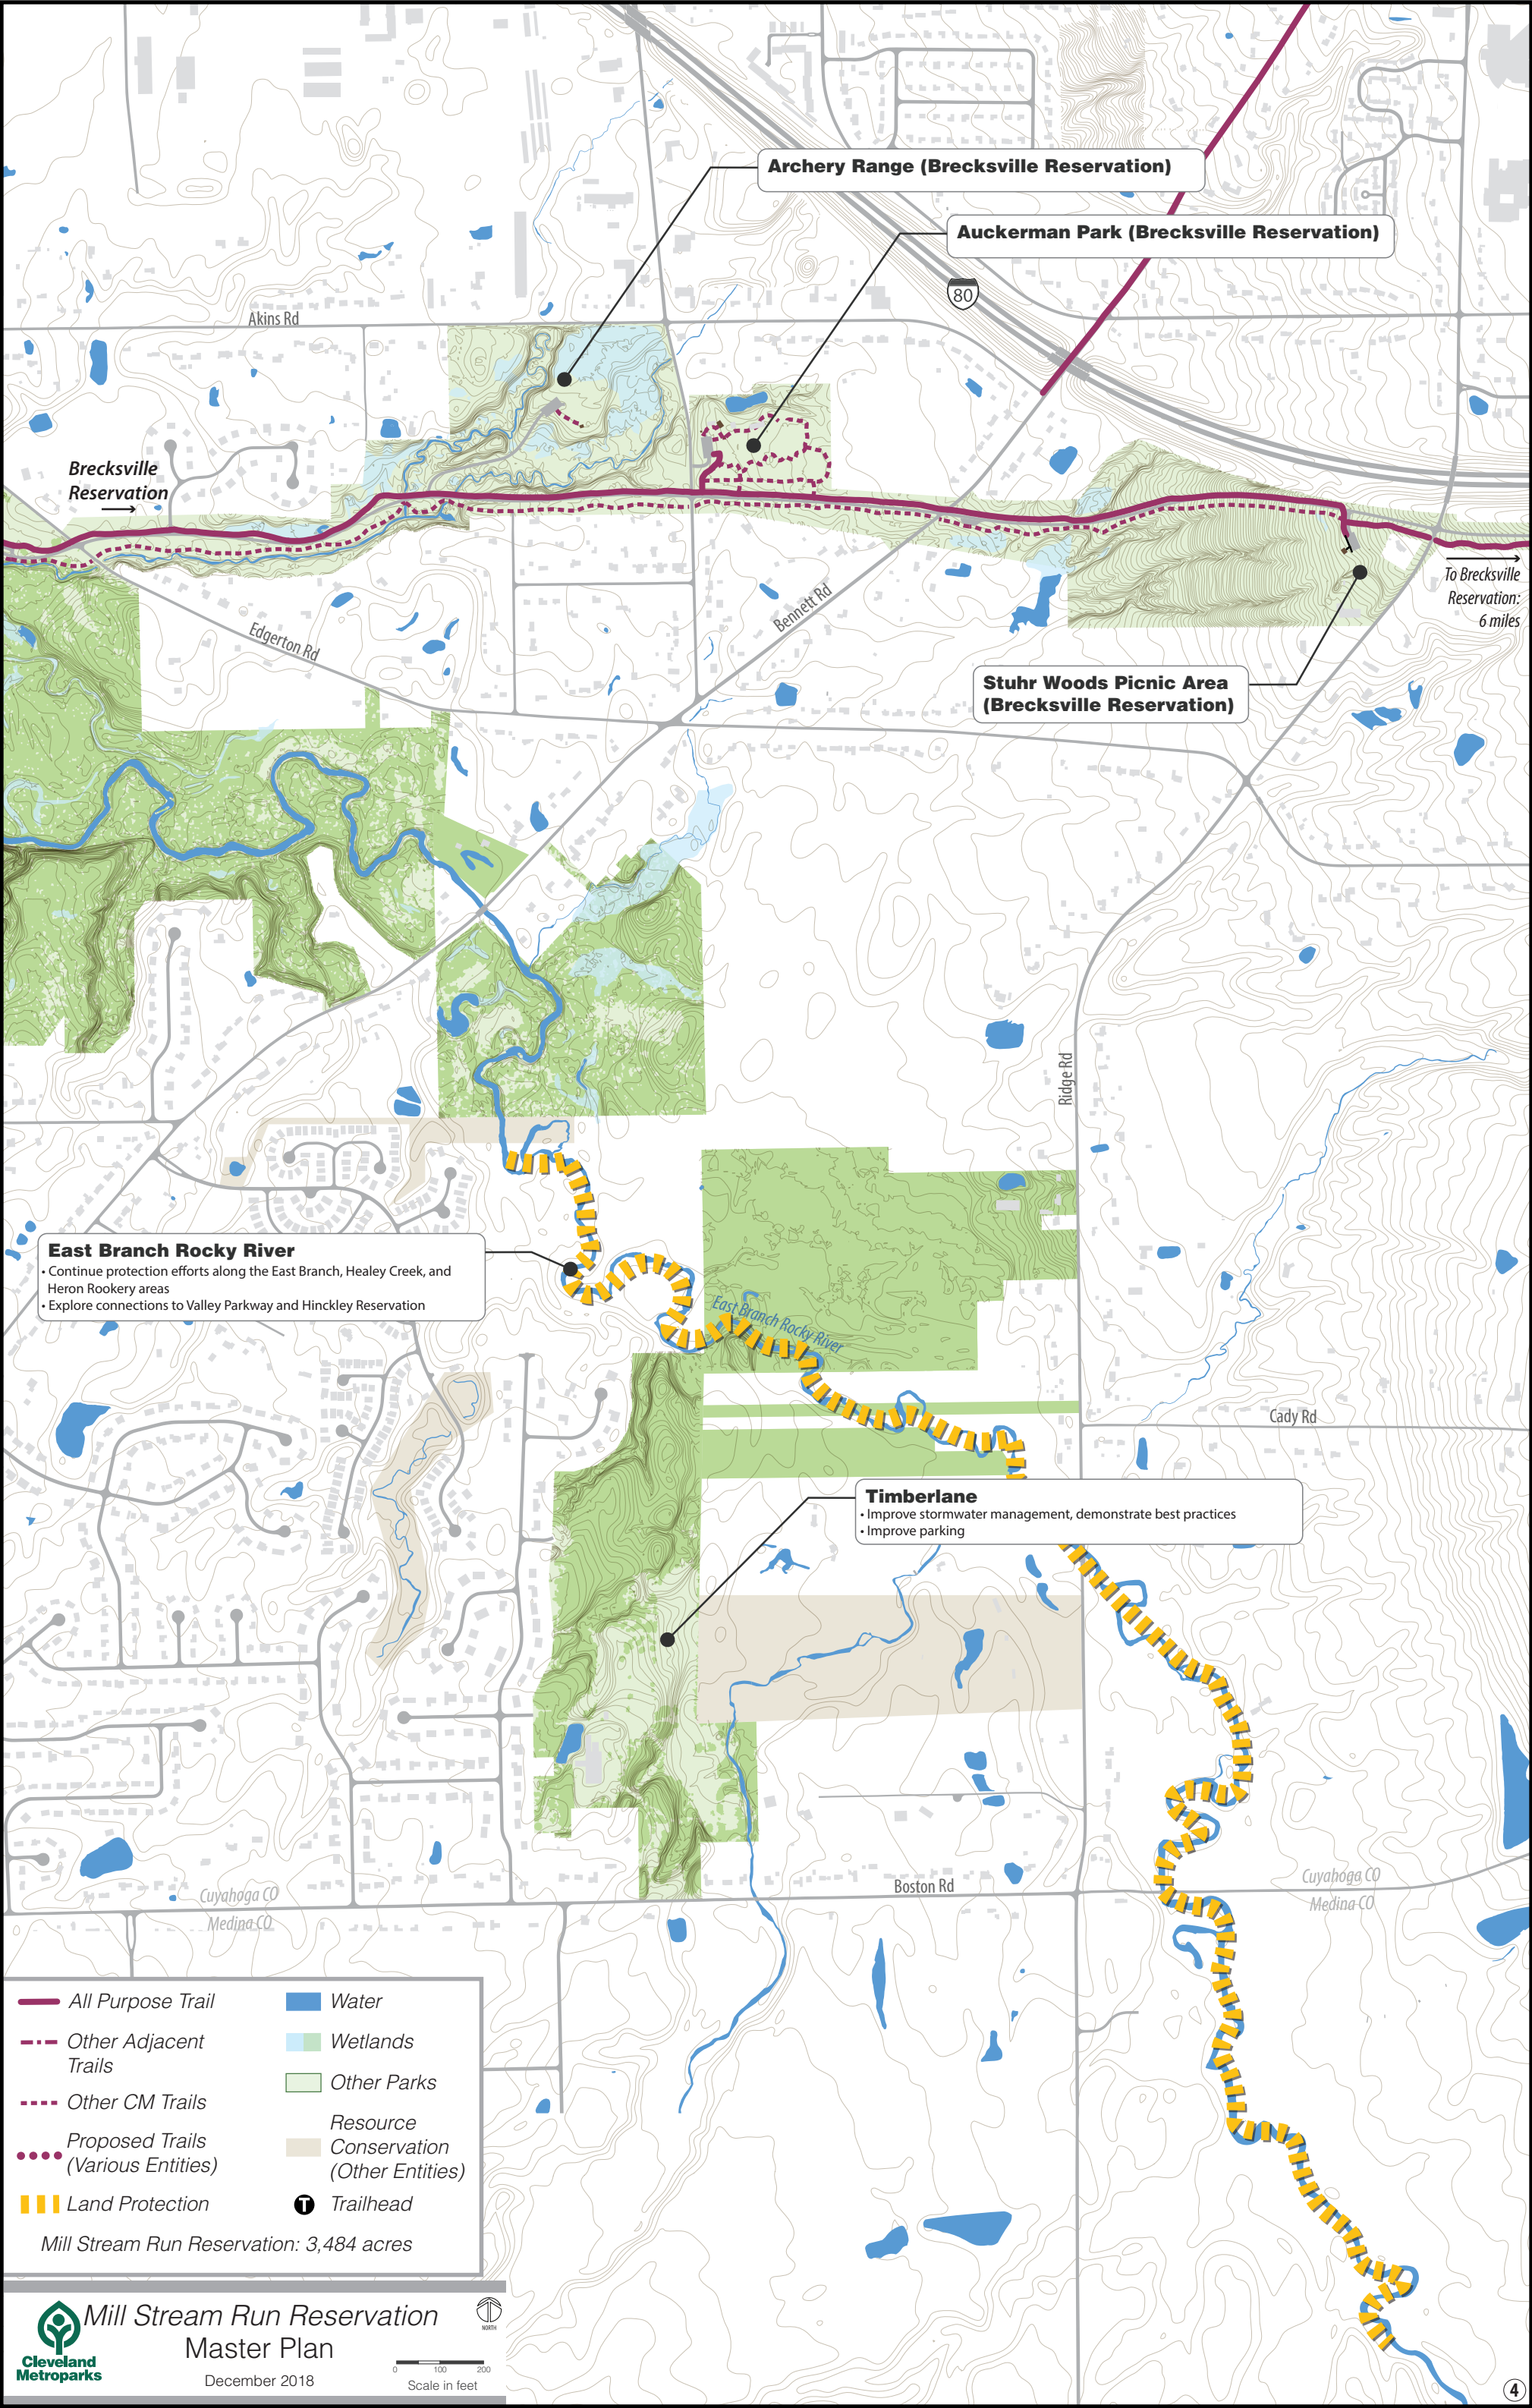 Archery Range (Brecksville Reservation)
Auckerman Park (Brecksville Reservation)
80
Akins Rd
Brecksville
Reservation
To Brecksville
Reservation:
6 miles
Bennett Rd
Edgerton Rd
Stuhr Woods Picnic Area
(Brecksville Reservation)
Ridge Rd
East Branch Rocky River
• Continue protection efforts along the East Branch, Healey Creek, and
Heron Rookery areas
• Explore connections to Valley Parkway and Hinckley Reservation
East Branch Rocky River
Cady Rd
Timberlane
• Improve stormwater management, demonstrate best practices
• Improve parking
Boston Rd
Cuyahoga CO
Medina CO
Cuyahoga CO
Medina CO
All Purpose Trail
Other Adjacent
Trails
Other CM Trails
Proposed Trails
(Various Entities)
Land Protection
Water
Wetlands
Other Parks
Resource
Conservation
(Other Entities)
T
Trailhead
Mill Stream Run Reservation: 3,484 acres
Mill Stream Run Reservation
Master Plan
December 2018
Cleveland
Metroparks
NORTH
0 100 200
Scale in feet
4